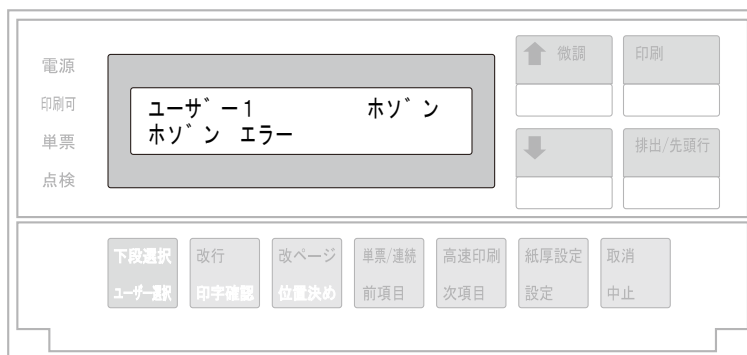 電源
印刷可
単票
点検
ユーザー1 ホゾン
ホゾン エラー
微調
印刷
排出/先頭行
下段選択
ユーザー選択
改行
印字確認
改ページ
位置決め
単票/連続
前項目
高速印刷
次項目
紙厚設定
設定
取消
中止